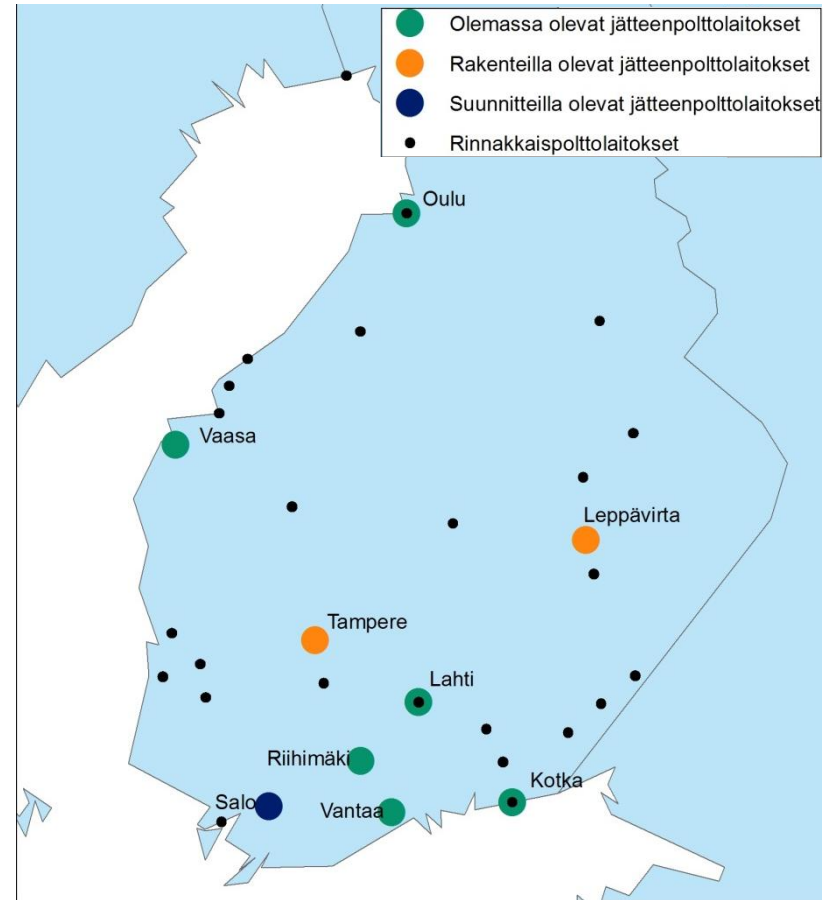 Olemassa olevat jätteenpolttolaitokset
Rakenteilla olevat jätteenpolttolaitokset
Suunnitteilla olevat jätteenpolttolaitokset
Rinnakkaispolttolaitokset
Oulu
Vaasa
Leppävirta
Tampere
Lahti
Riihimäki
Kotka
Salo
Vantaa